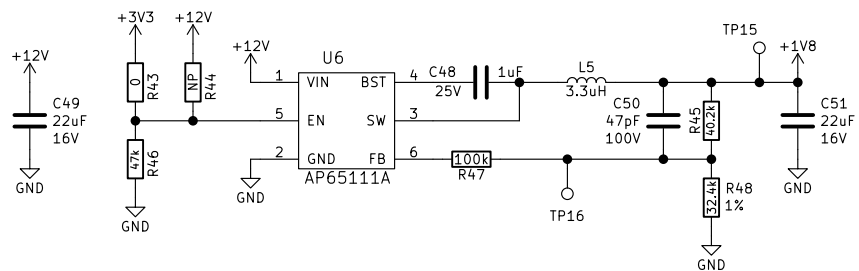 +3V3
+12V
TP15
+12V
+12V
+1V8
U6
C49
22uF
16V
0
R43
NP
R44
1
VIN
BST
4
C48
25V
1uF
L5
3.3uH
5
EN
SW
3
C50
47pF
100V
R45
40.2k
C51
22uF
16V
47k
R46
2
GND
FB
6
100k
R47
AP65111A
GND
GND
GND
TP16
32.4k
R48
1%
GND
GND